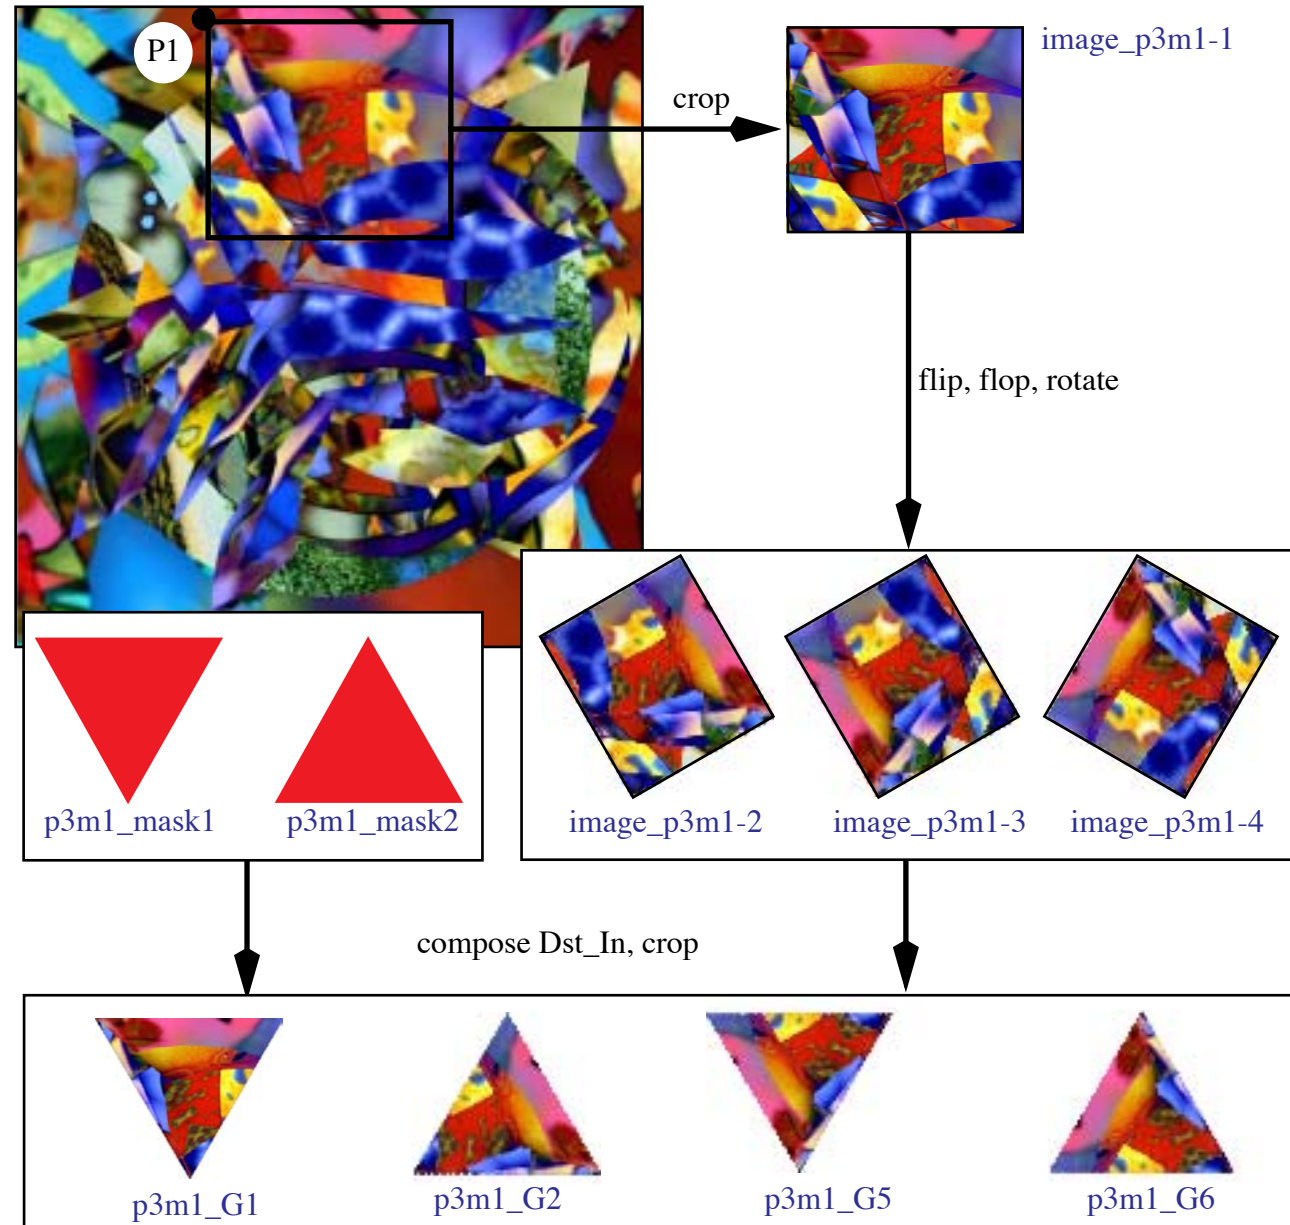 P1
image_p3m1-1
crop
flip, flop, rotate
p3m1_mask1
p3m1_mask2
image_p3m1-2
image_p3m1-3
image_p3m1-4
compose Dst_In, crop
p3m1_G1
p3m1_G2
p3m1_G5
p3m1_G6